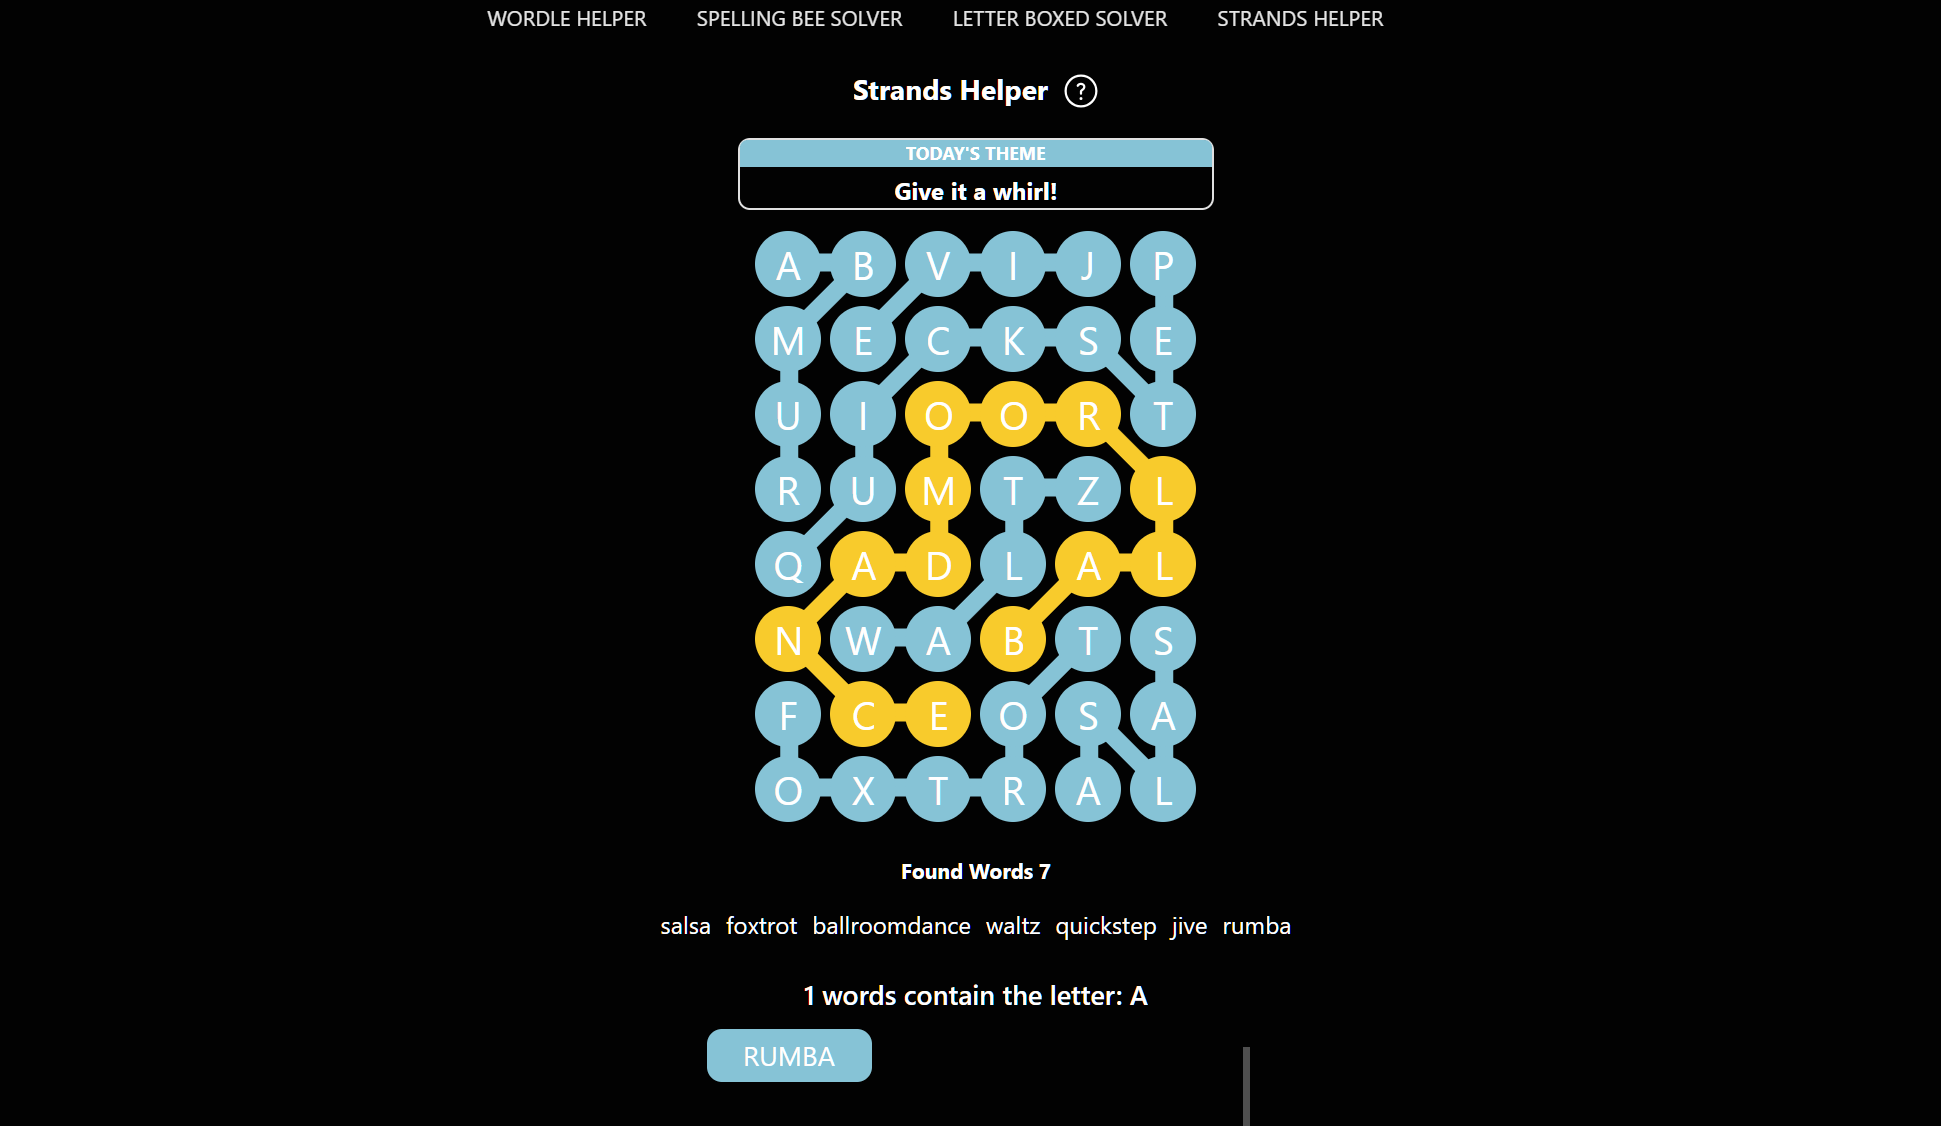 WORDLE HELPER SPELLING BEE SOLVER LETTER BOXED SOLVER STRANDS HELPER
Strands Helper ?
TODAY'S THEME
Give it a whirl!
A B V I J P
M E C K S E
U I O O R T
R U M T Z L
Q A D L A L
N W A B T S
F C E O S A
O X T R A L
Found Words 7
salsa foxtrot ballroomdance waltz quickstep jive rumba
1 words contain the letter: A
RUMBA